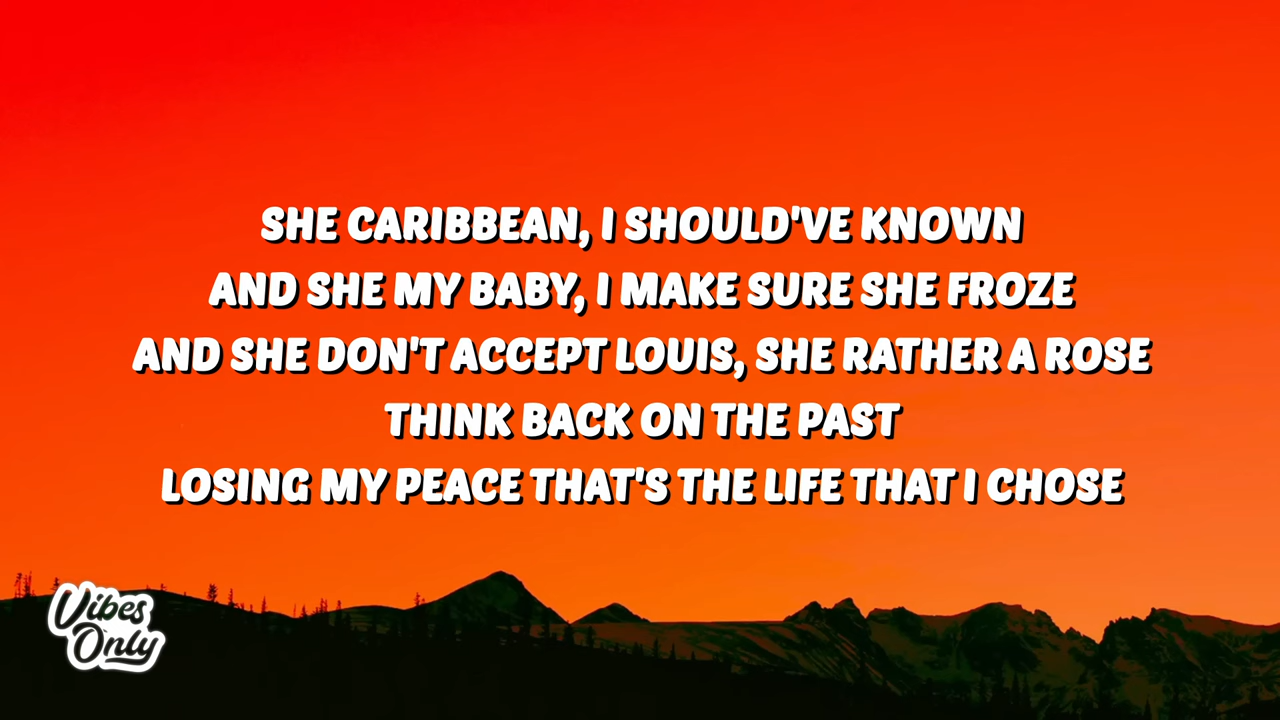 SHE CARIBBEAN, I SHOULD'VE KNOWN
AND SHE MY BABY, I MAKE SURE SHE FROZE
AND SHE DON'T ACCEPT LOUIS, SHE RATHER A ROSE
THINK BACK ON THE PAST
LOSING MY PEACE THAT'S THE LIFE THAT I CHOSE
Vibes
Only